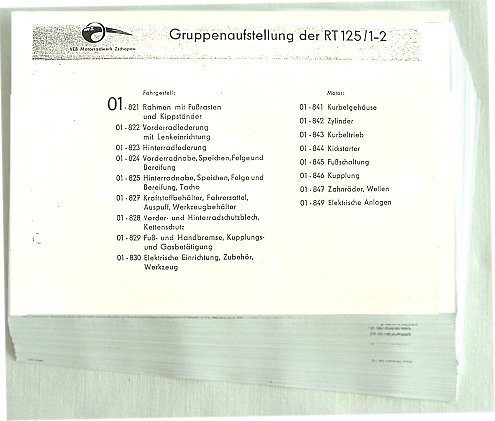 Gruppenaufstellung der RT 125/1-2
VEB Motorradwerk Zschopau
Fahrgestell:
01-821 Rahmen mit Fußrasten
und Kippständer
01-822 Vorderradlederung
mit Lenkeinrichtung
01-823 Hinterradlederung
01-824 Vorderradnabe, Speichen, Felge und
Bereifung
01-825 Hinterradnabe, Speichen, Felge und
Bereifung, Tacho
01-827 Kraftstoffbehälter, Fahrersattel,
Auspuff, Werkzeugbehälter
01-828 Vorder- und Hinterradschutzblech,
Kettenschutz
01-829 Fuß- und Handbremse, Kupplungs-
und Gasbetätigung
01-830 Elektrische Einrichtung, Zubehör,
Werkzeug
Motor:
01-841 Kurbelgehäuse
01-842 Zylinder
01-843 Kurbeltrieb
01-844 Kickstarter
01-845 Fußschaltung
01-846 Kupplung
01-847 Zahnräder, Wellen
01-849 Elektrische Anlagen